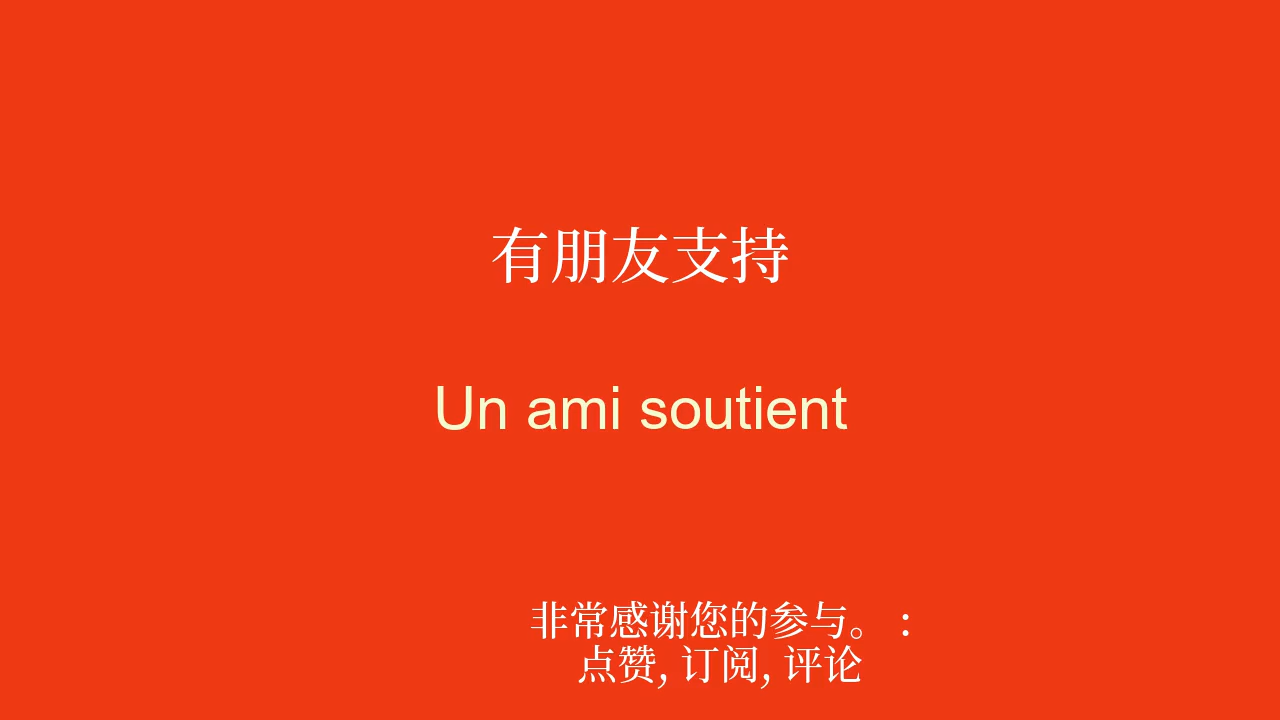 有朋友支持
Un ami soutient
非常感谢您的参与。 :
点赞, 订阅, 评论